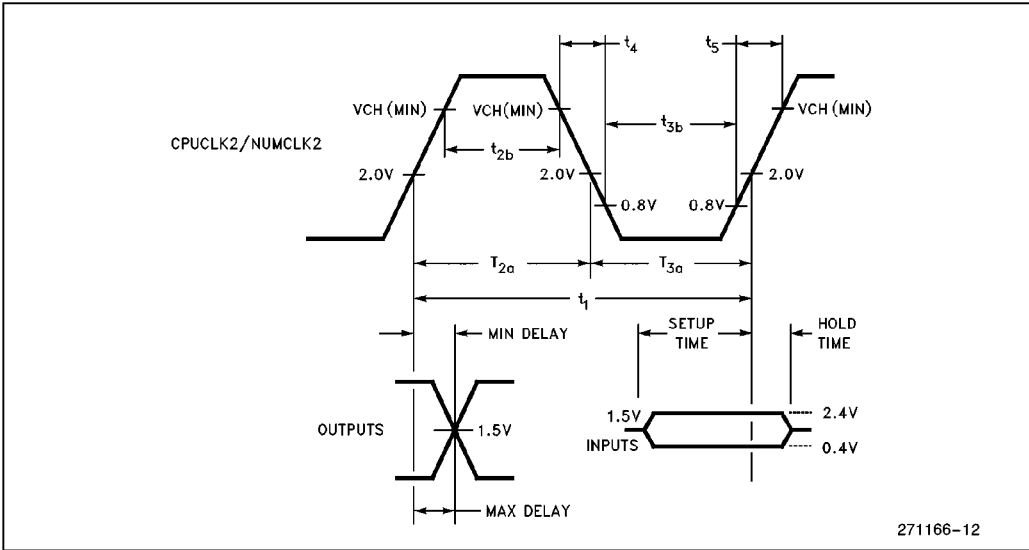 t4 t5
VCH (MIN) VCH(MIN) VCH (MIN)
t3b
CPUCLK2/NUMCLK2
t2b
2.0V 2.0V 2.0V
0.8V 0.8V
T2a T3a
t1
MIN DELAY
SETUP TIME
HOLD TIME
OUTPUTS
1.5V
1.5V
2.4V
INPUTS
0.4V
MAX DELAY
271166-12